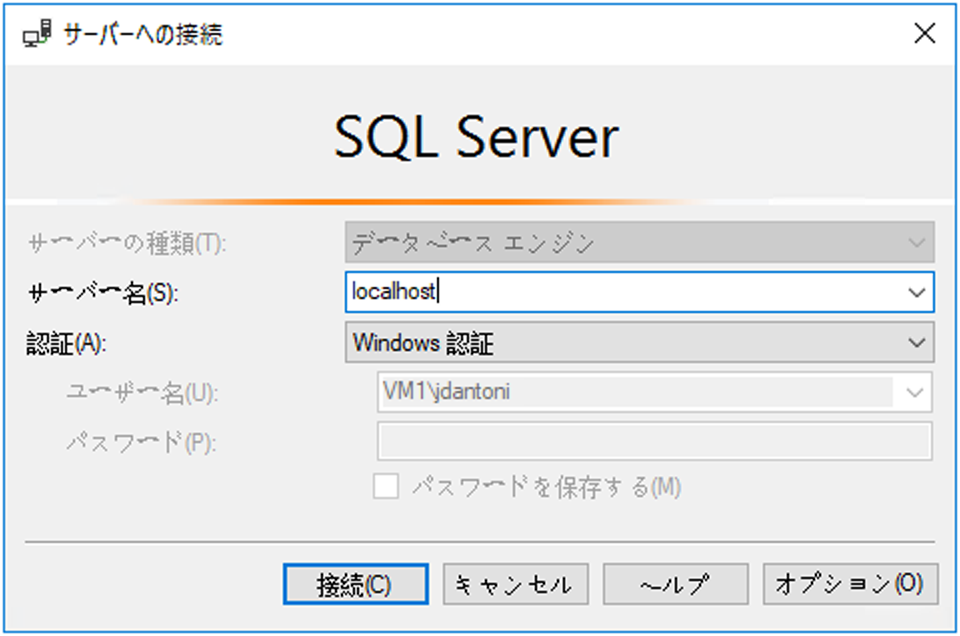 サーバーへの接続
SQL Server
サーバーの種類(T): データベース エンジン
サーバー名(S): localhost
認証(A): Windows 認証
ユーザー名(U): VM1\jdantoni
パスワード(P):
パスワードを保存する(M)
接続(C) キャンセル ヘルプ オプション(O)